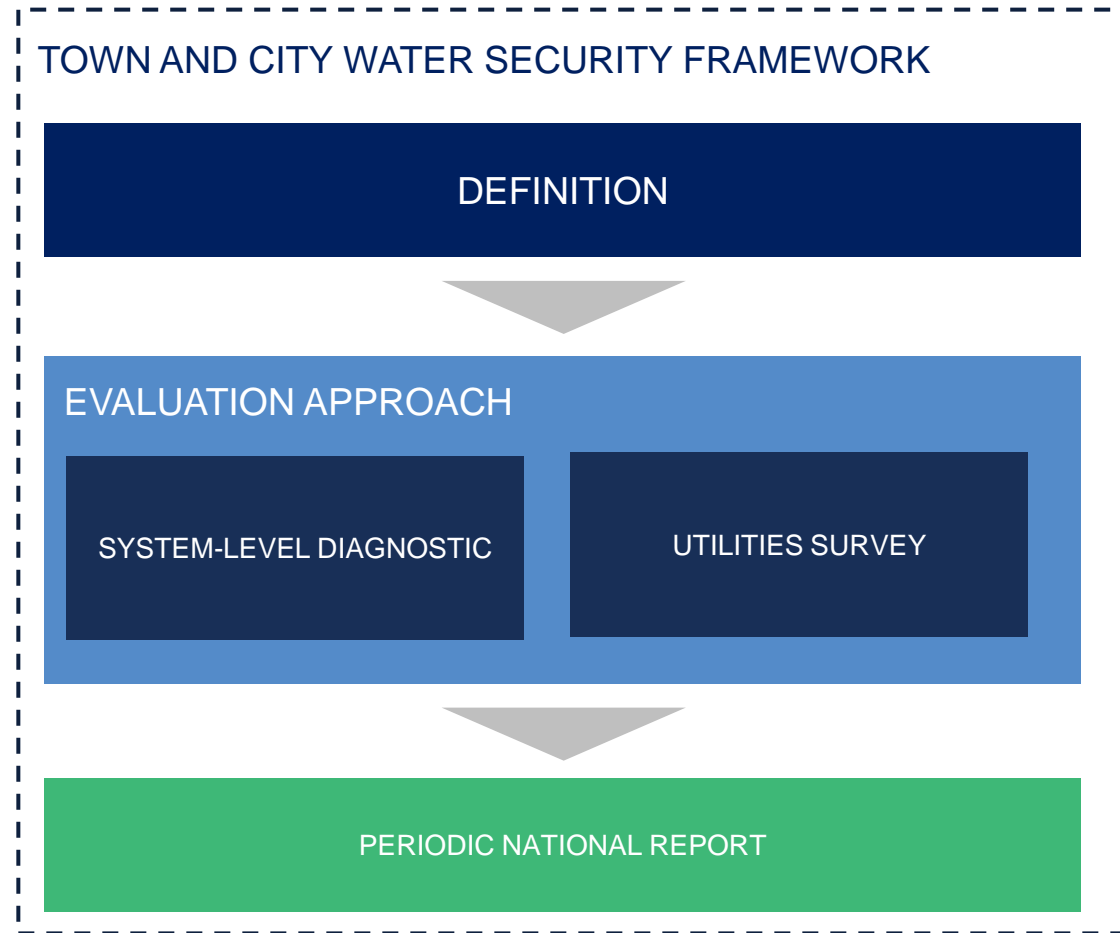 TOWN AND CITY WATER SECURITY FRAMEWORK
DEFINITION
EVALUATION APPROACH
SYSTEM-LEVEL DIAGNOSTIC
UTILITIES SURVEY
PERIODIC NATIONAL REPORT